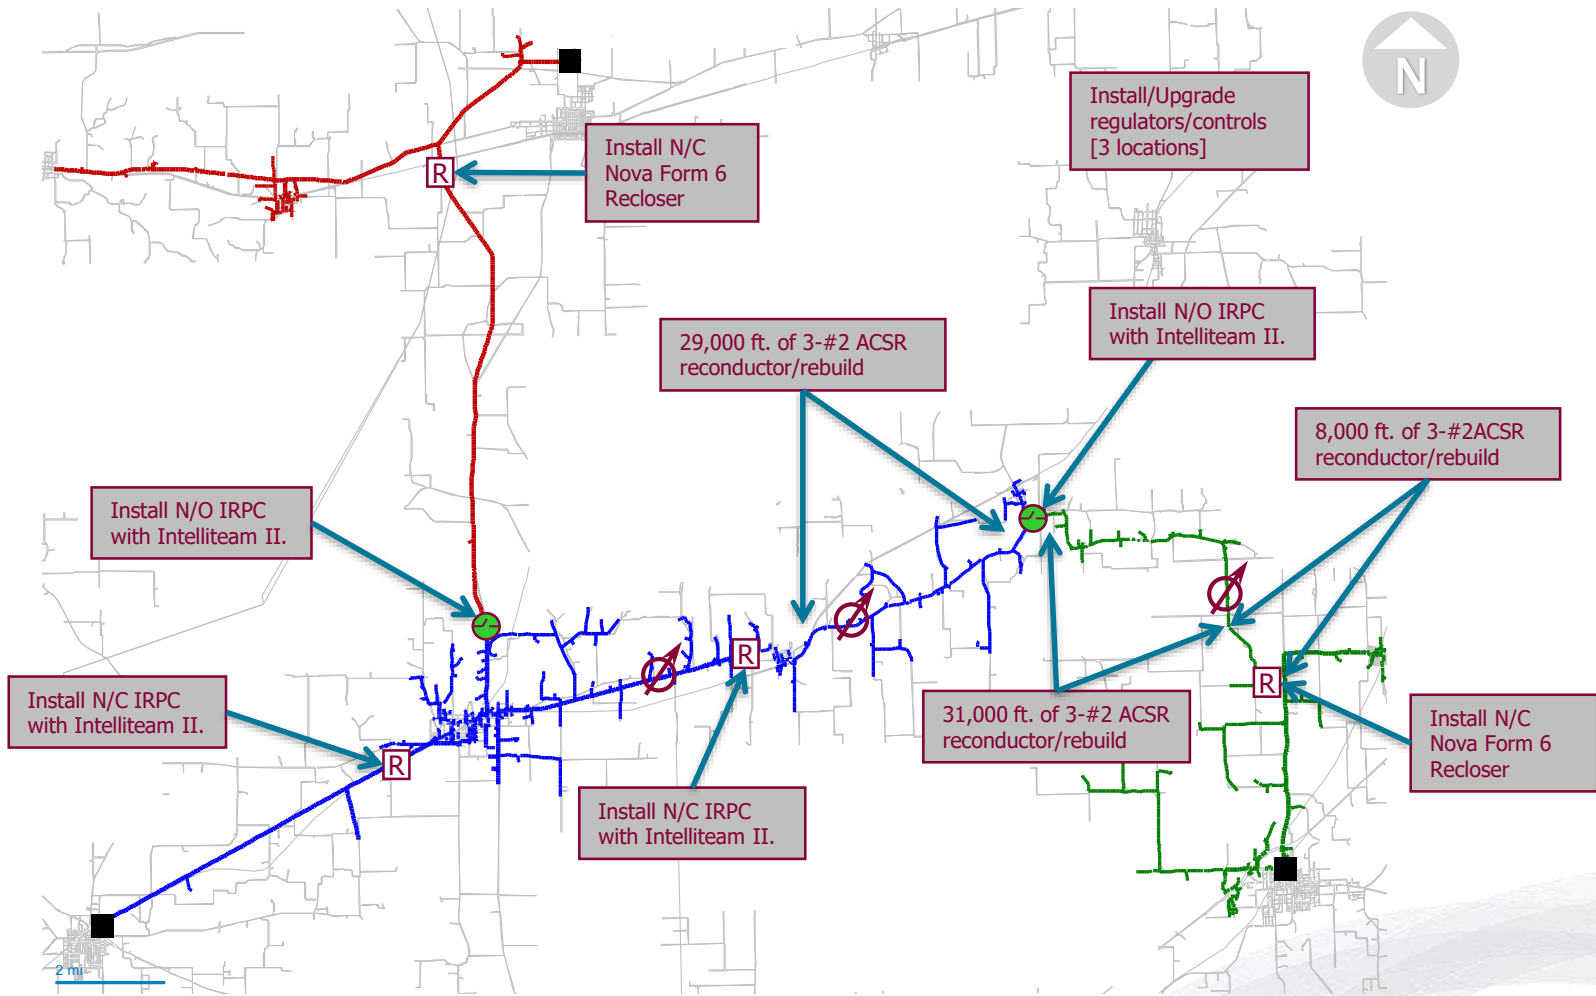 N
Install/Upgrade
regulators/controls
[3 locations]
Install N/C
Nova Form 6
Recloser
R
Install N/O IRPC
with Intelliteam II.
29,000 ft. of 3-#2 ACSR
reconductor/rebuild
8,000 ft. of 3-#2ACSR
reconductor/rebuild
Install N/O IRPC
with Intelliteam II.
R
R
Install N/C IRPC
with Intelliteam II.
31,000 ft. of 3-#2 ACSR
reconductor/rebuild
Install N/C
Nova Form 6
Recloser
R
Install N/C IRPC
with Intelliteam II.
2 mi